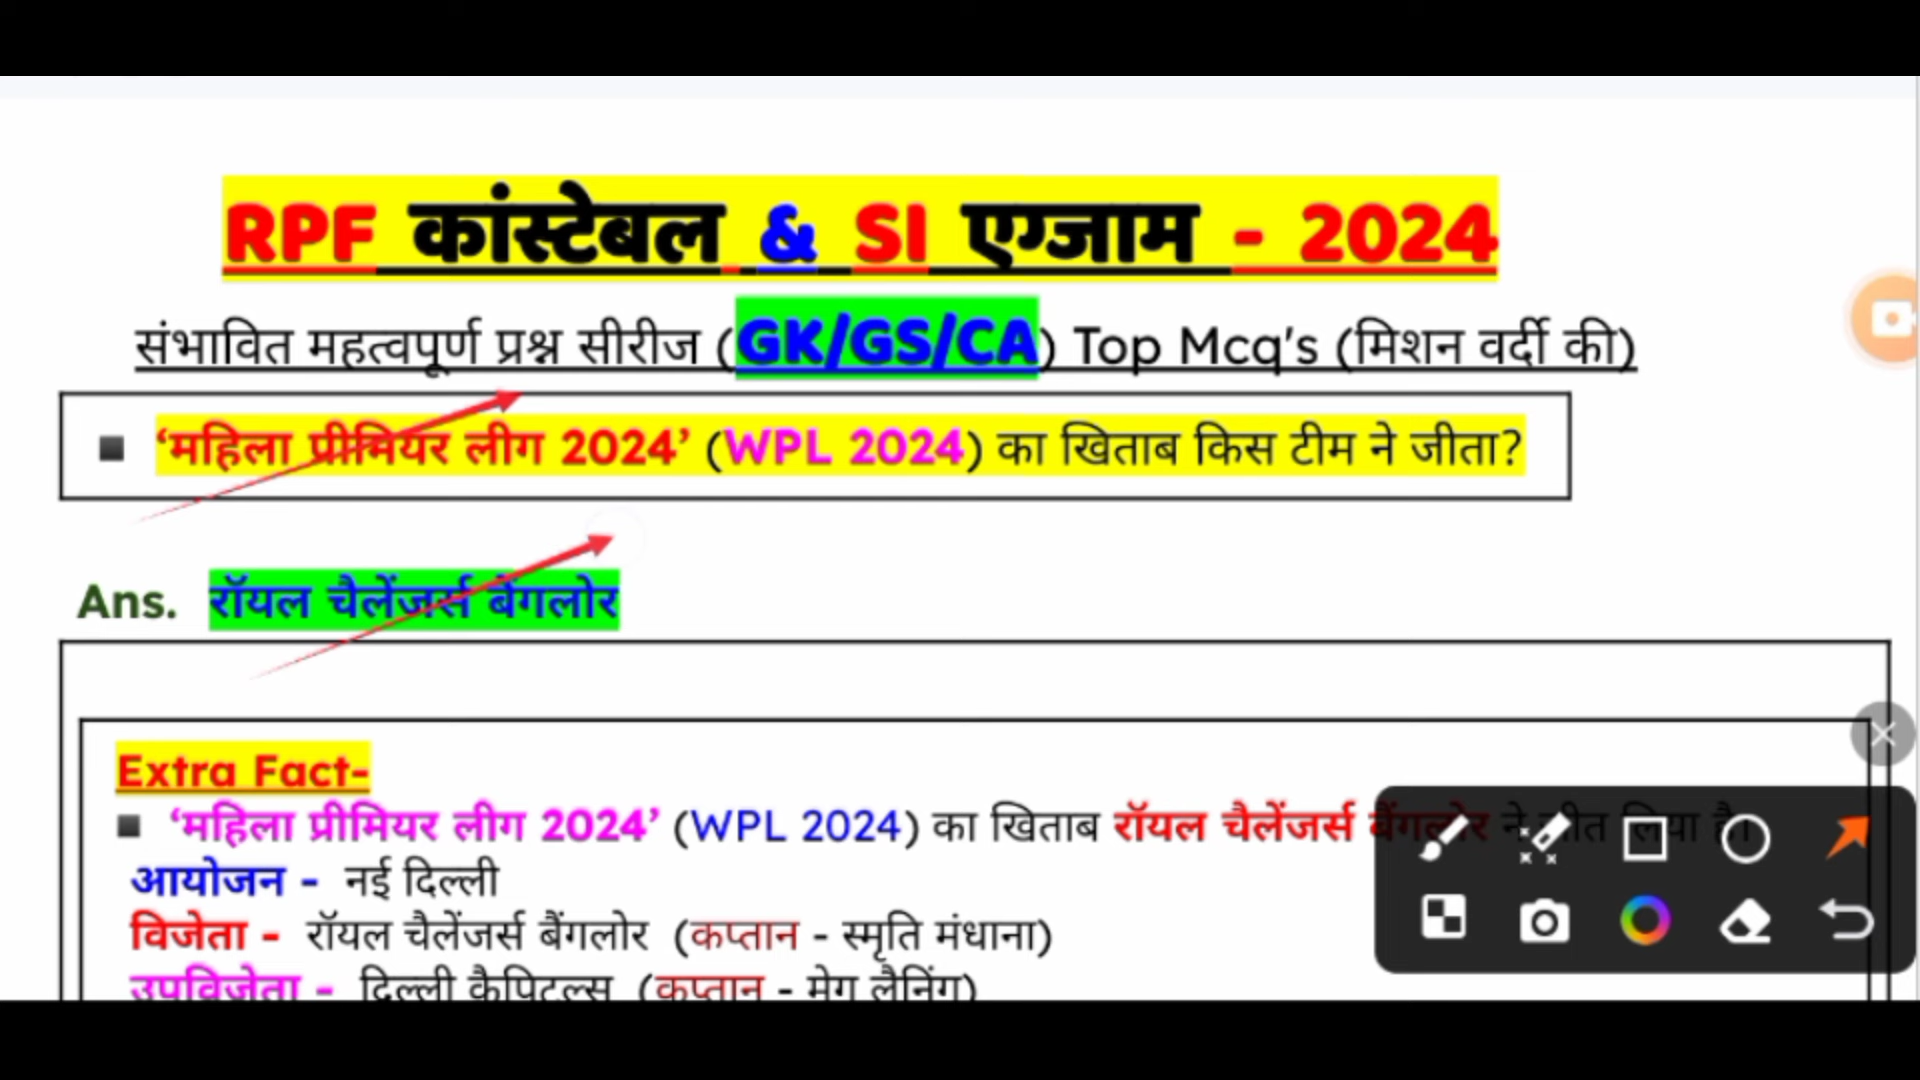 RPF कांस्टेबल & SI एग्जाम - 2024
संभावित महत्वपूर्ण प्रश्न सीरीज (GK/GS/CA) Top Mcq's (मिशन वर्दी की)
▪ ‘महिला प्रीमियर लीग 2024’ (WPL 2024) का खिताब किस टीम ने जीता?
Ans. रॉयल चैलेंजर्स बैंगलोर
Extra Fact-
▪ ‘महिला प्रीमियर लीग 2024’ (WPL 2024) का खिताब रॉयल चैलेंजर्स बैंगलोर ने जीत लिया है।
आयोजन - नई दिल्ली
विजेता - रॉयल चैलेंजर्स बैंगलोर (कप्तान - स्मृति मंधाना)
उपविजेता - दिल्ली कैपिटल्स (कप्तान - मेग लैनिंग)